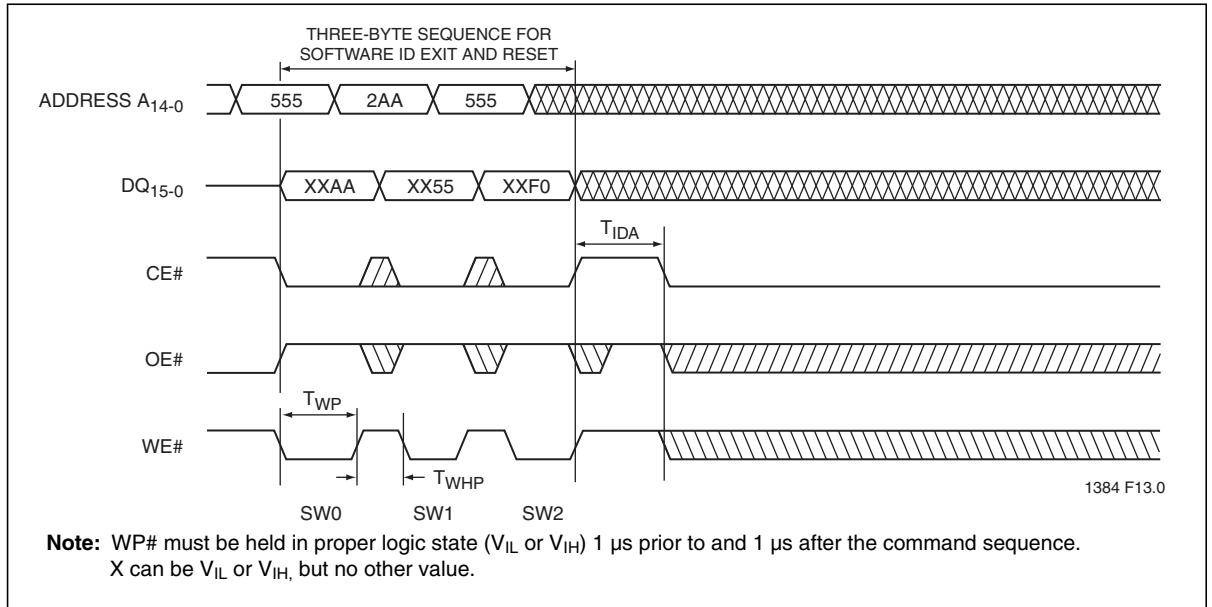 THREE-BYTE SEQUENCE FOR
SOFTWARE ID EXIT AND RESET
ADDRESS A14-0
555
2AA
555
DQ15-0
XXAA
XX55
XXF0
TIDA
CE#
OE#
TWP
WE#
TWHP
SW0
SW1
SW2
1384 F13.0
Note: WP# must be held in proper logic state (VIL or VIH) 1 µs prior to and 1 µs after the command sequence.
X can be VIL or VIH, but no other value.